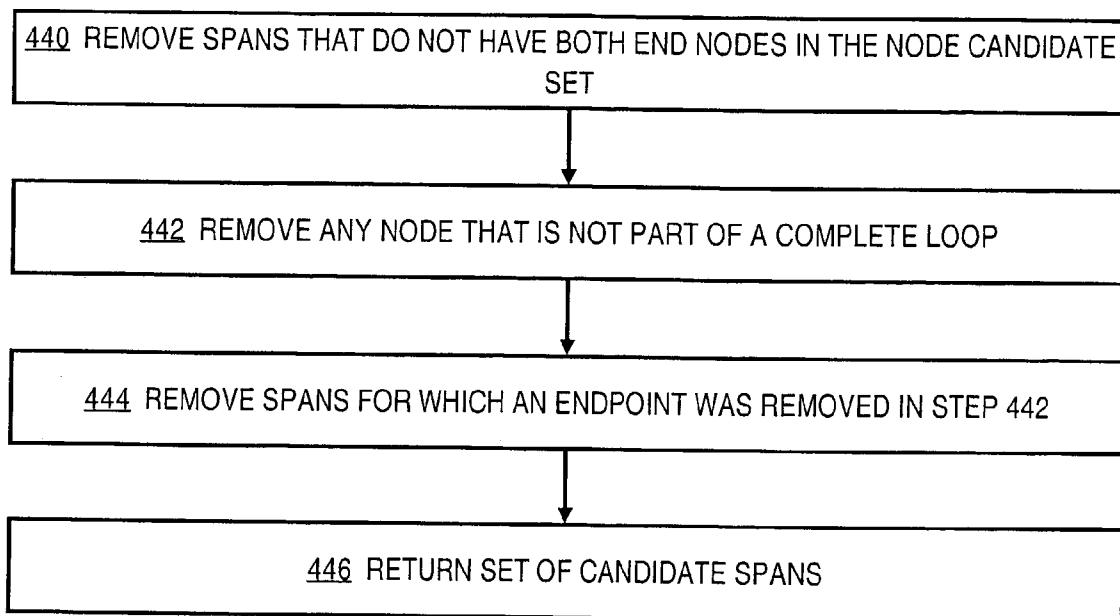 440 REMOVE SPANS THAT DO NOT HAVE BOTH END NODES IN THE NODE CANDIDATE
SET
442 REMOVE ANY NODE THAT IS NOT PART OF A COMPLETE LOOP
444 REMOVE SPANS FOR WHICH AN ENDPOINT WAS REMOVED IN STEP 442
446 RETURN SET OF CANDIDATE SPANS